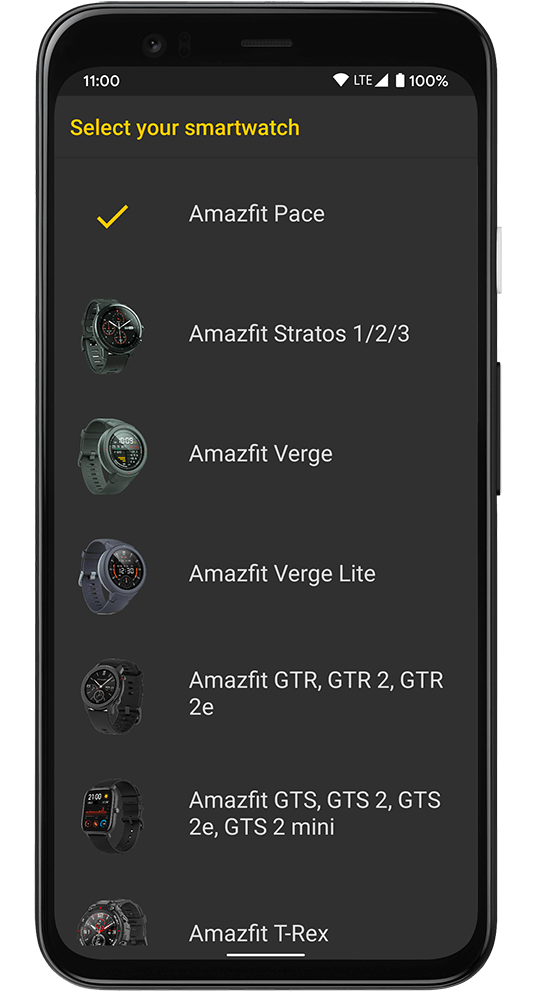 11:00 LTE 100%
Select your smartwatch
Amazfit Pace
Amazfit Stratos 1/2/3
10:09
Amazfit Verge
Amazfit Verge Lite
Amazfit GTR, GTR 2, GTR
2e
21:00
Amazfit GTS, GTS 2, GTS
2e, GTS 2 mini
Amazfit T-Rex